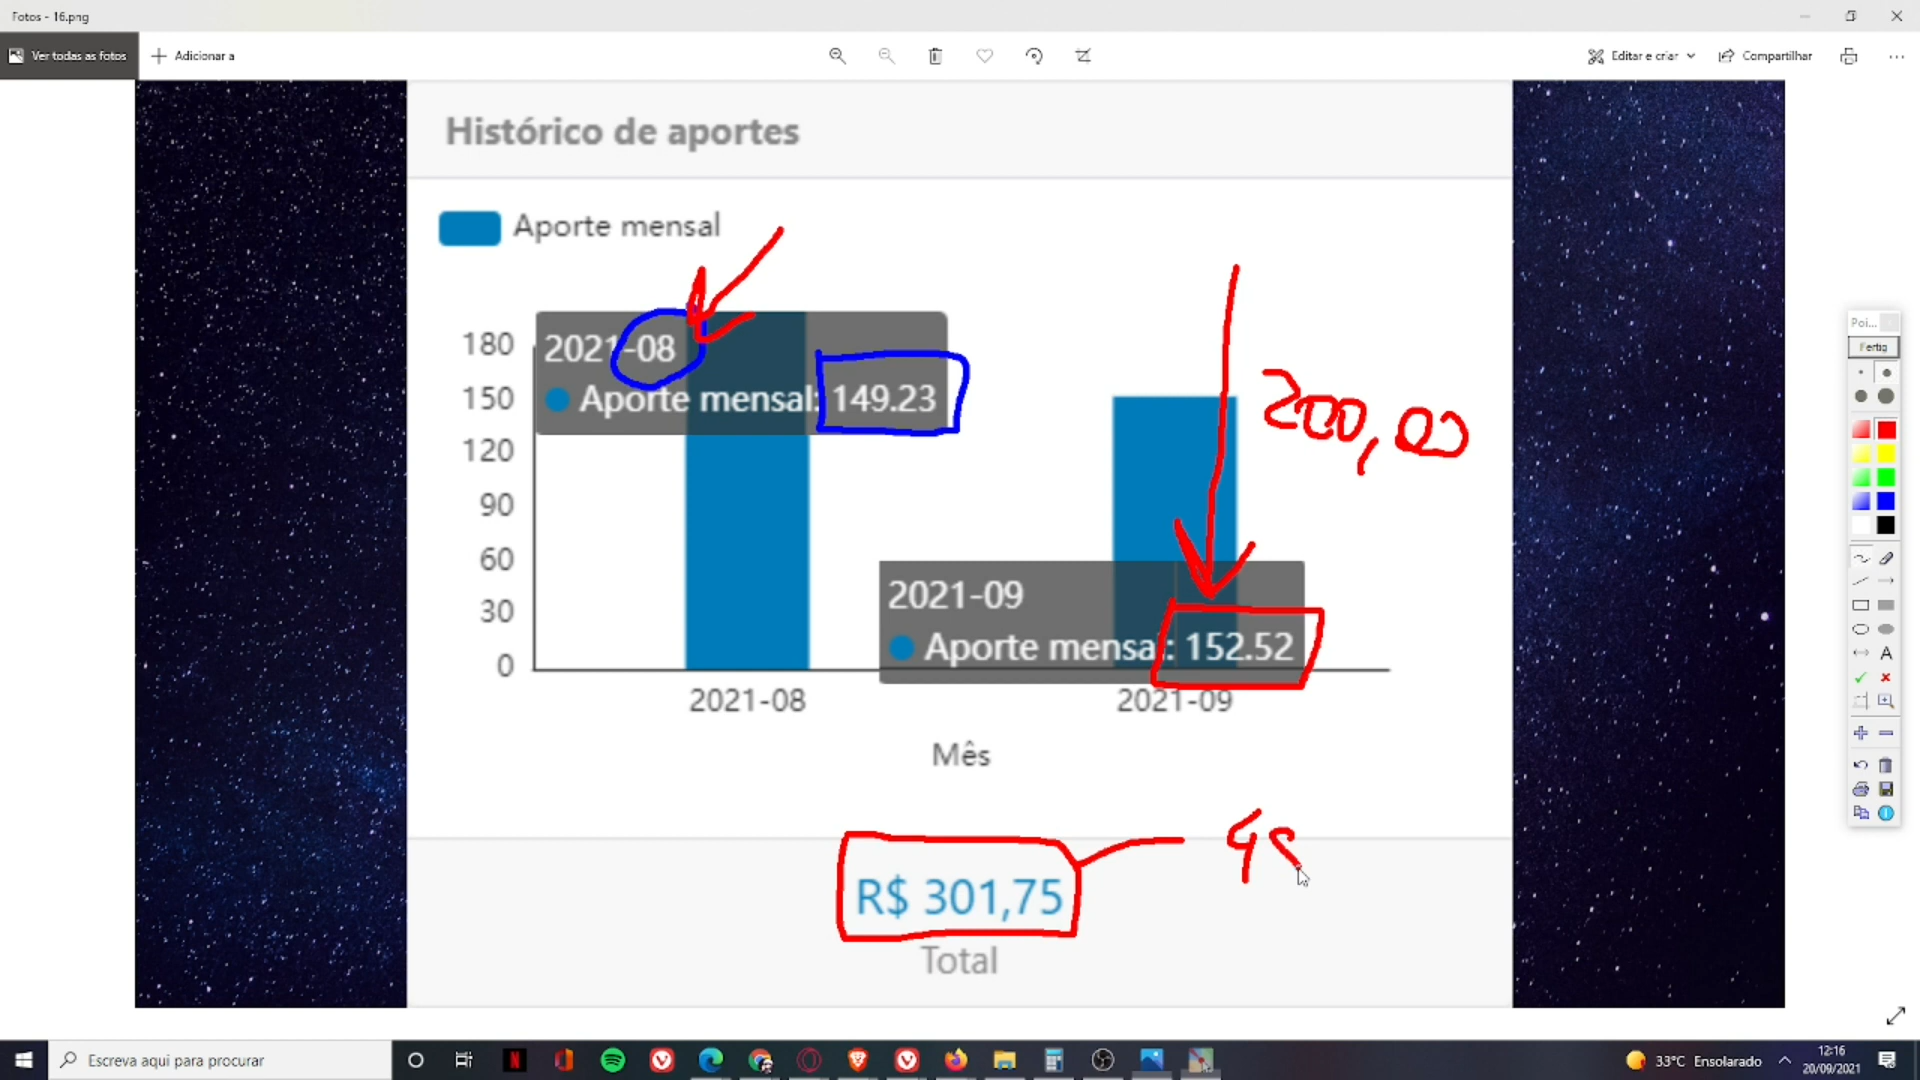 Fotos - 16.png
Ver todas as fotos
Adicionar a
Editar e criar
Compartilhar
Histórico de aportes
Aporte mensal
180
150
120
90
60
30
0
2021-08
Aporte mensal: 149.23
200,00
2021-09
Aporte mensal: 152.52
2021-08
2021-09
Mês
R$ 301,75
Total
Poi...
Fertig
A
Escreva aqui para procurar
33°C Ensolarado
12:16
20/09/2021